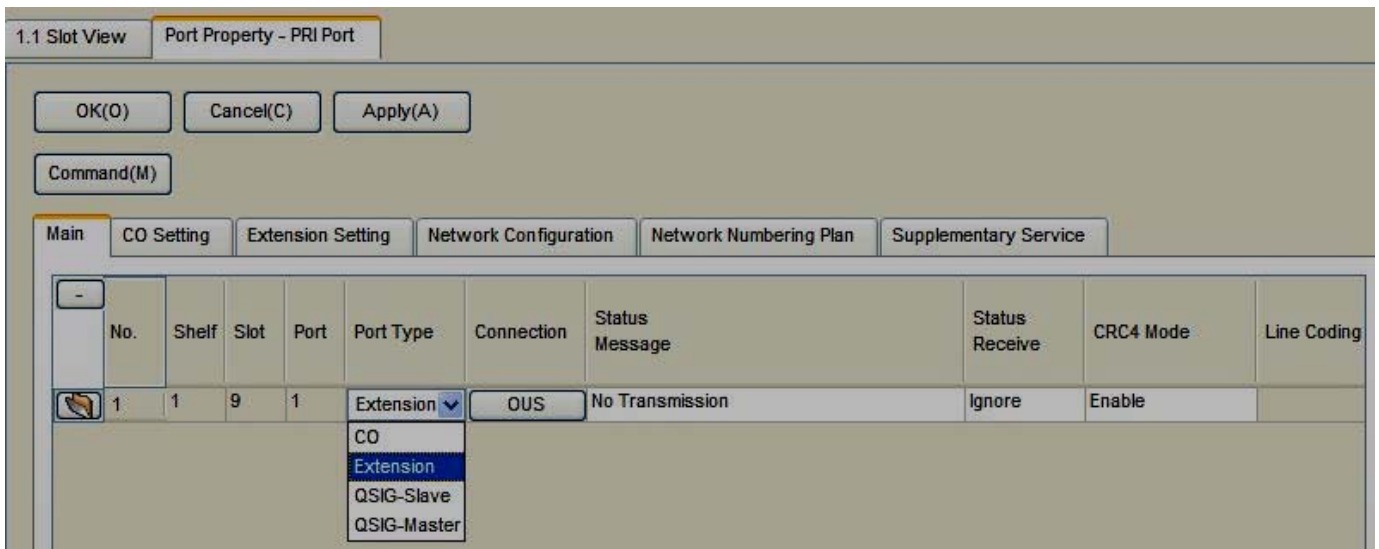 1.1 Slot View Port Property - PRI Port
OK(O) Cancel(C) Apply(A)
Command(M)
Main CO Setting Extension Setting Network Configuration Network Numbering Plan Supplementary Service
-
No. Shelf Slot Port Port Type Connection Status Message Status Receive CRC4 Mode Line Coding
1 1 9 1 Extension OUS No Transmission Ignore Enable
CO
Extension
QSIG-Slave
QSIG-Master